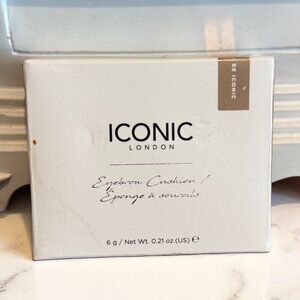 BE ICONIC
ICONIC
LONDON
Eyebrow Cushion /
Éponge à sourcils
6 g / Net Wt. 0.21 oz.(US) ℮